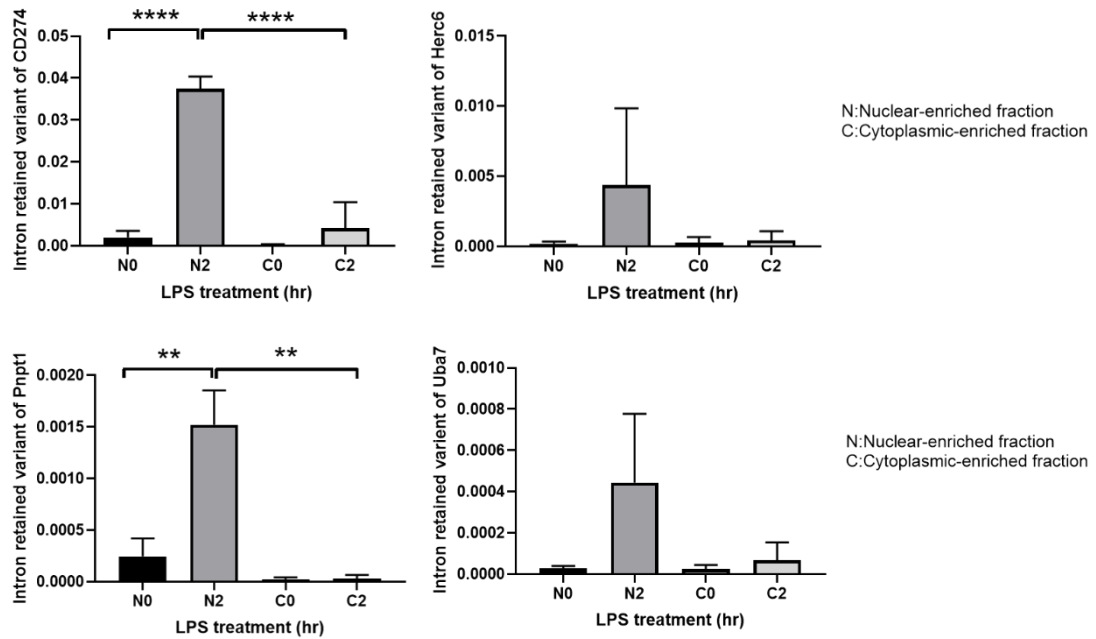 **** ****
Intron retained variant of CD274
0.05
0.04
0.03
0.02
0.01
0.00
N0 N2 C0 C2
LPS treatment (hr)
Intron retained variant of Herc6
0.015
0.010
0.005
0.000
N0 N2 C0 C2
LPS treatment (hr)
N:Nuclear-enriched fraction
C:Cytoplasmic-enriched fraction
** **
Intron retained variant of Pnpt1
0.0020
0.0015
0.0010
0.0005
0.0000
N0 N2 C0 C2
LPS treatment (hr)
Intron retained varient of Uba7
0.0010
0.0008
0.0006
0.0004
0.0002
0.0000
N0 N2 C0 C2
LPS treatment (hr)
N:Nuclear-enriched fraction
C:Cytoplasmic-enriched fraction